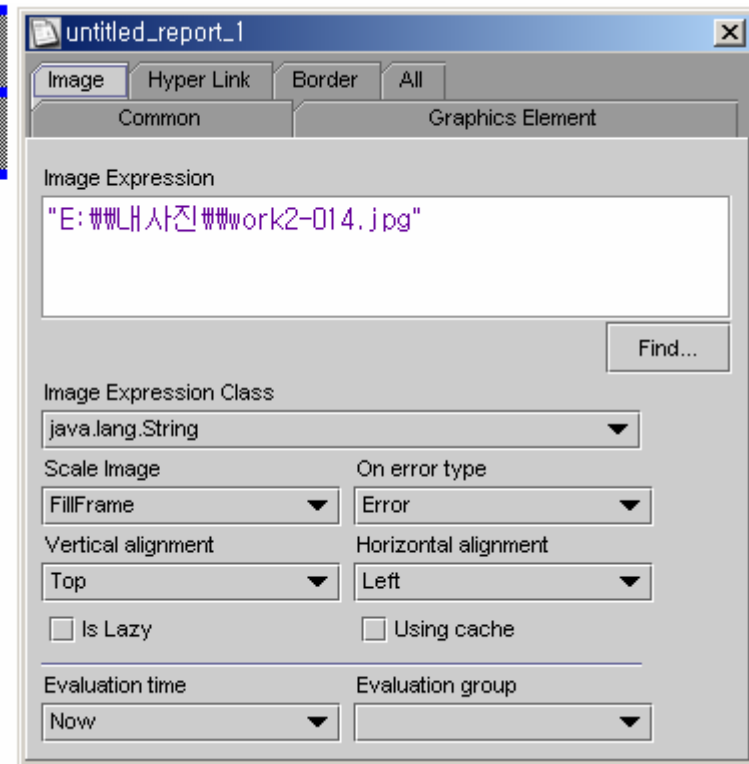 untitled_report_1
Image Hyper Link Border All
Common Graphics Element
Image Expression
"E:₩₩내사진₩₩work2-014.jpg"
Find...
Image Expression Class
java.lang.String
Scale Image On error type
FillFrame Error
Vertical alignment Horizontal alignment
Top Left
Is Lazy Using cache
Evaluation time Evaluation group
Now